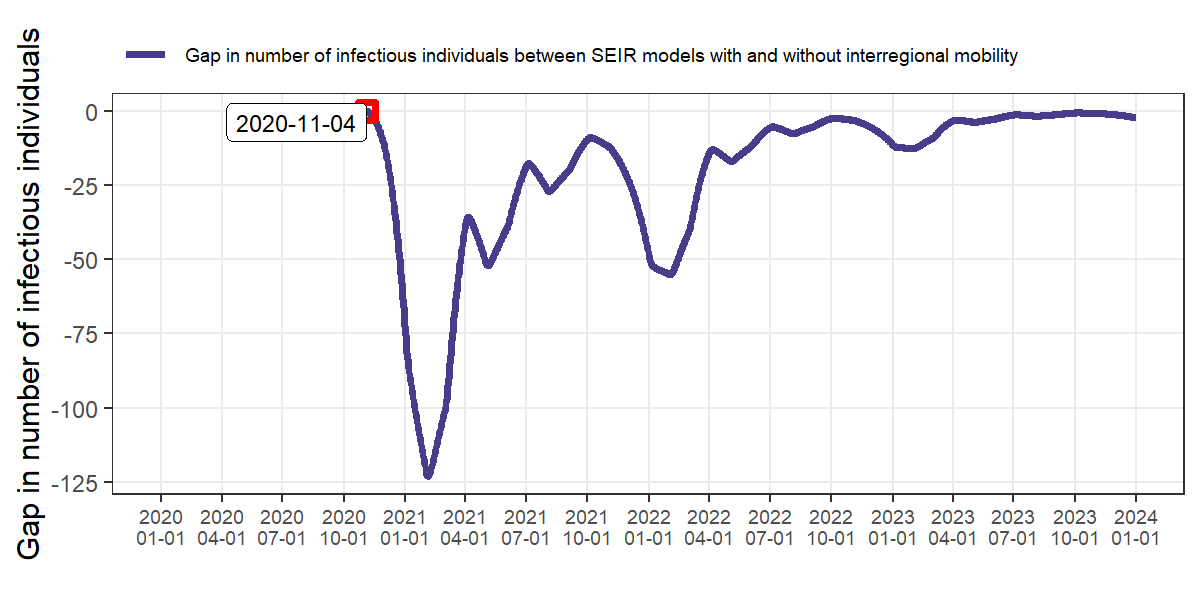 Gap in number of infectious individuals between SEIR models with and without interregional mobility
Gap in number of infectious individuals
0
-25
-50
-75
-100
-125
2020-11-04
2020 2020 2020 2020 2021 2021 2021 2021 2022 2022 2022 2022 2023 2023 2023 2023 2024
01-01 04-01 07-01 10-01 01-01 04-01 07-01 10-01 01-01 04-01 07-01 10-01 01-01 04-01 07-01 10-01 01-01